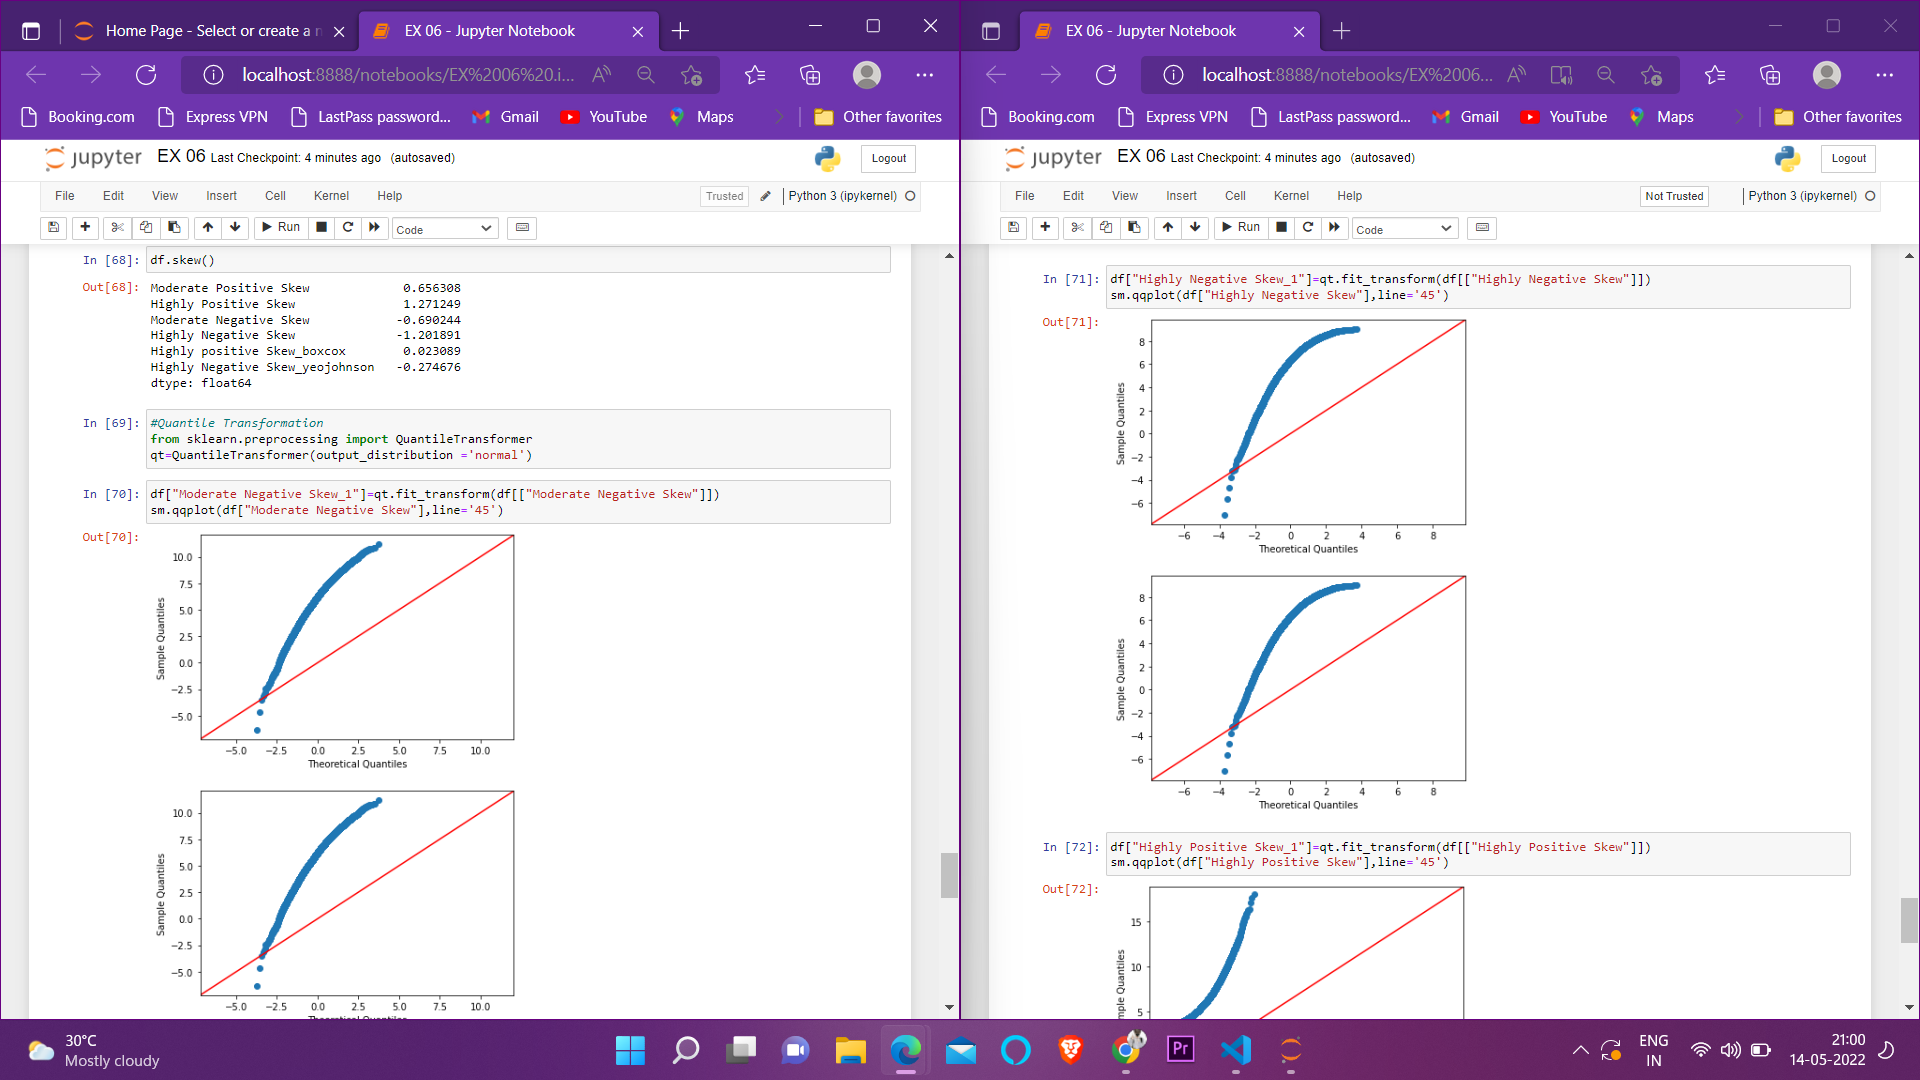 Home Page - Select or create a n
EX 06 - Jupyter Notebook
localhost:8888/notebooks/EX%2006%20.i...
Booking.com
Express VPN
LastPass password...
Gmail
YouTube
Maps
Other favorites
jupyter EX 06 Last Checkpoint: 4 minutes ago (autosaved)
Logout
File Edit View Insert Cell Kernel Help
Trusted
Python 3 (ipykernel)
Run
Code
In [68]: df.skew()
Out[68]: Moderate Positive Skew 0.656308
Highly Positive Skew 1.271249
Moderate Negative Skew -0.690244
Highly Negative Skew -1.201891
Highly positive Skew_boxcox 0.023089
Highly Negative Skew_yeojohnson -0.274676
dtype: float64
In [69]: #Quantile Transformation
from sklearn.preprocessing import QuantileTransformer
qt=QuantileTransformer(output_distribution ='normal')
In [70]: df["Moderate Negative Skew_1"]=qt.fit_transform(df[["Moderate Negative Skew"]])
sm.qqplot(df["Moderate Negative Skew"],line='45')
Out[70]:
10.0
7.5
5.0
2.5
0.0
−2.5
−5.0
Sample Quantiles
−5.0 −2.5 0.0 2.5 5.0 7.5 10.0
Theoretical Quantiles
10.0
7.5
5.0
2.5
0.0
−2.5
−5.0
Sample Quantiles
−5.0 −2.5 0.0 2.5 5.0 7.5 10.0
Theoretical Quantiles
EX 06 - Jupyter Notebook
localhost:8888/notebooks/EX%2006...
Booking.com
Express VPN
LastPass password...
Gmail
YouTube
Maps
Other favorites
jupyter EX 06 Last Checkpoint: 4 minutes ago (autosaved)
Logout
File Edit View Insert Cell Kernel Help
Not Trusted
Python 3 (ipykernel)
Run
Code
In [71]: df["Highly Negative Skew_1"]=qt.fit_transform(df[["Highly Negative Skew"]])
sm.qqplot(df["Highly Negative Skew"],line='45')
Out[71]:
8
6
4
2
0
−2
−4
−6
Sample Quantiles
−6 −4 −2 0 2 4 6 8
Theoretical Quantiles
8
6
4
2
0
−2
−4
−6
Sample Quantiles
−6 −4 −2 0 2 4 6 8
Theoretical Quantiles
In [72]: df["Highly Positive Skew_1"]=qt.fit_transform(df[["Highly Positive Skew"]])
sm.qqplot(df["Highly Positive Skew"],line='45')
Out[72]:
15
10
5
mple Quantiles
30°C
Mostly cloudy
Pr
ENG
IN
21:00
14-05-2022